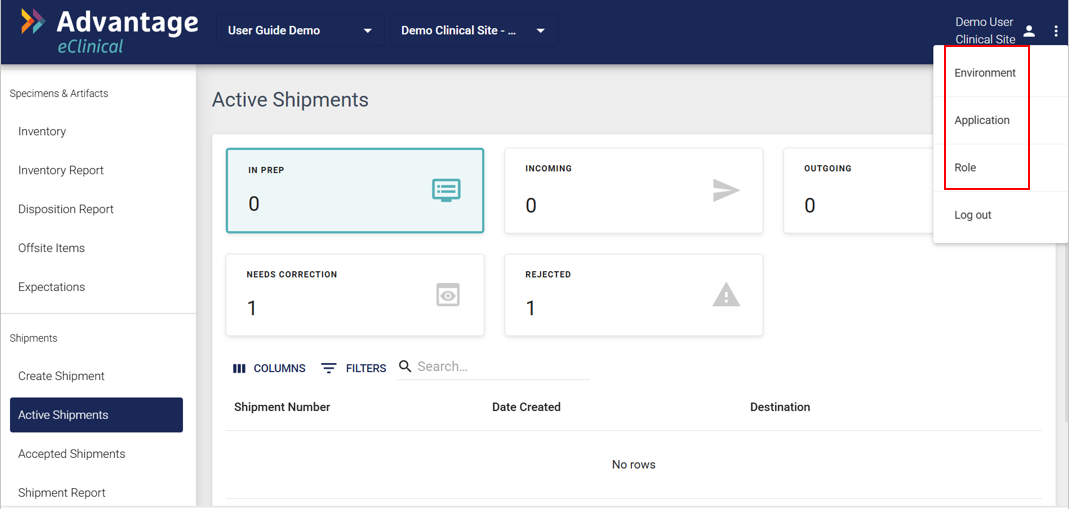 Advantage
eClinical
User Guide Demo
Demo Clinical Site - ...
Demo User
Clinical Site
Environment
Application
Role
Log out
Specimens & Artifacts
Inventory
Inventory Report
Disposition Report
Offsite Items
Expectations
Shipments
Create Shipment
Active Shipments
Accepted Shipments
Shipment Report
Active Shipments
IN PREP
0
INCOMING
0
OUTGOING
0
NEEDS CORRECTION
1
REJECTED
1
COLUMNS
FILTERS
Search...
Shipment Number Date Created Destination
No rows